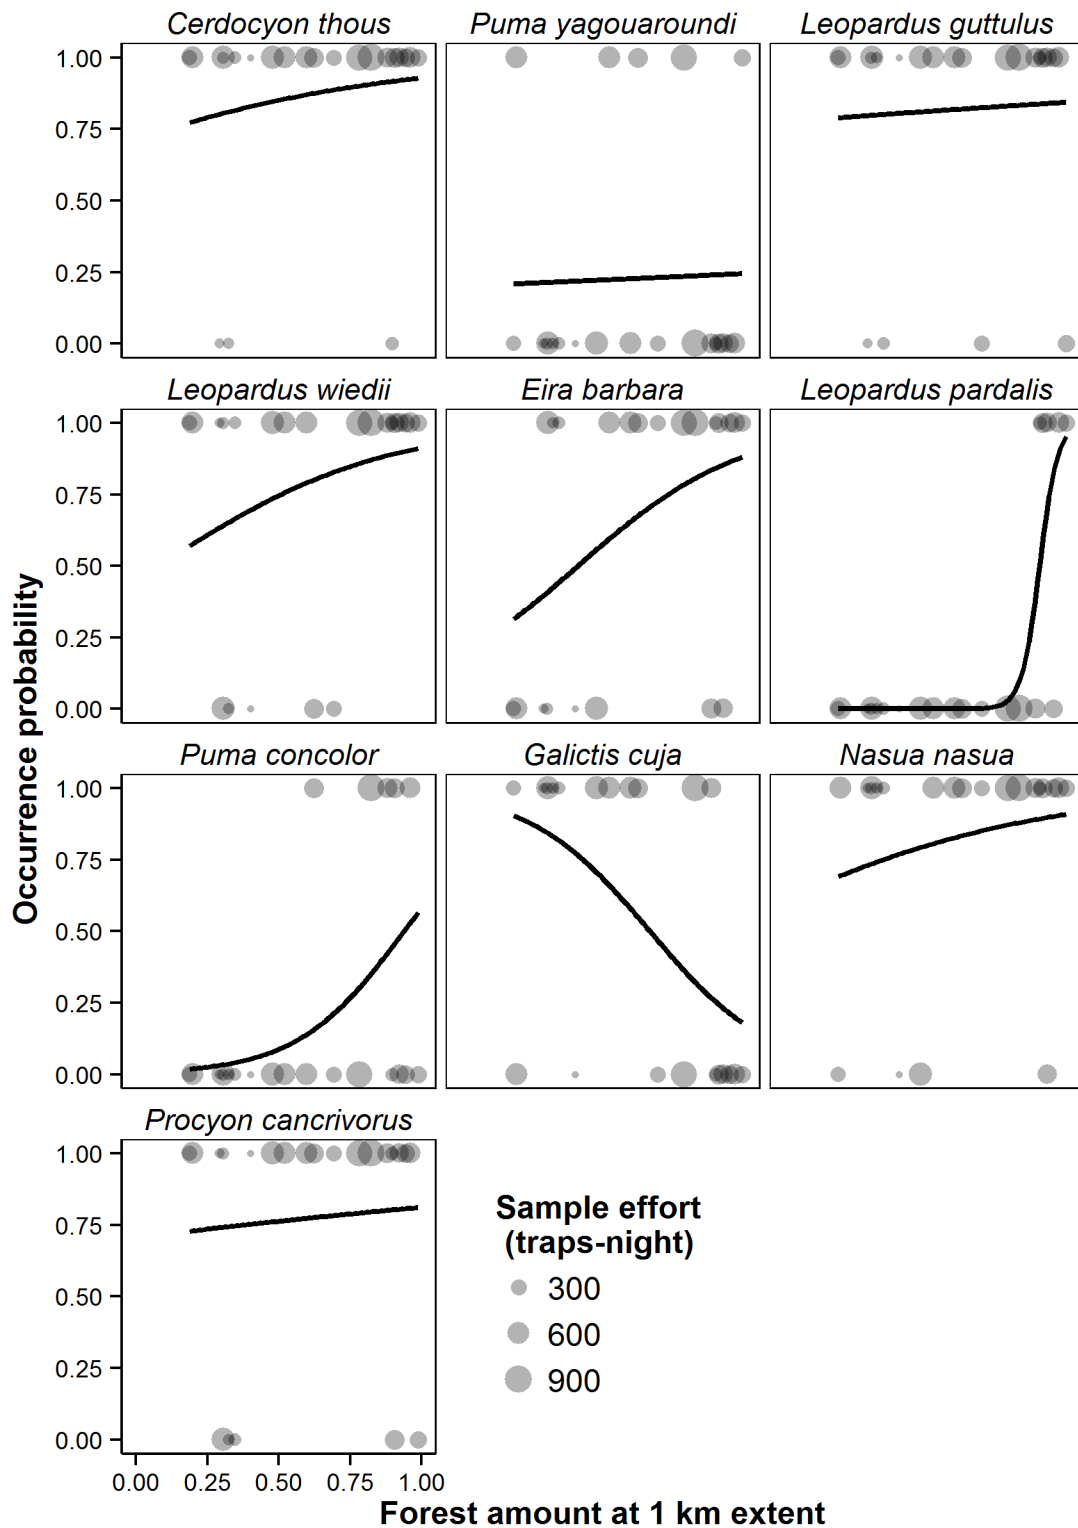 Cerdocyon thous
Puma yagouaroundi
Leopardus guttulus
1.00
0.75
0.50
0.25
0.00
Leopardus wiedii
Eira barbara
Leopardus pardalis
1.00
0.75
0.50
0.25
0.00
Occurrence probability
Puma concolor
Galictis cuja
Nasua nasua
1.00
0.75
0.50
0.25
0.00
Procyon cancrivorus
1.00
0.75
0.50
0.25
0.00
Sample effort
(traps-night)
300
600
900
0.00 0.25 0.50 0.75 1.00
Forest amount at 1 km extent